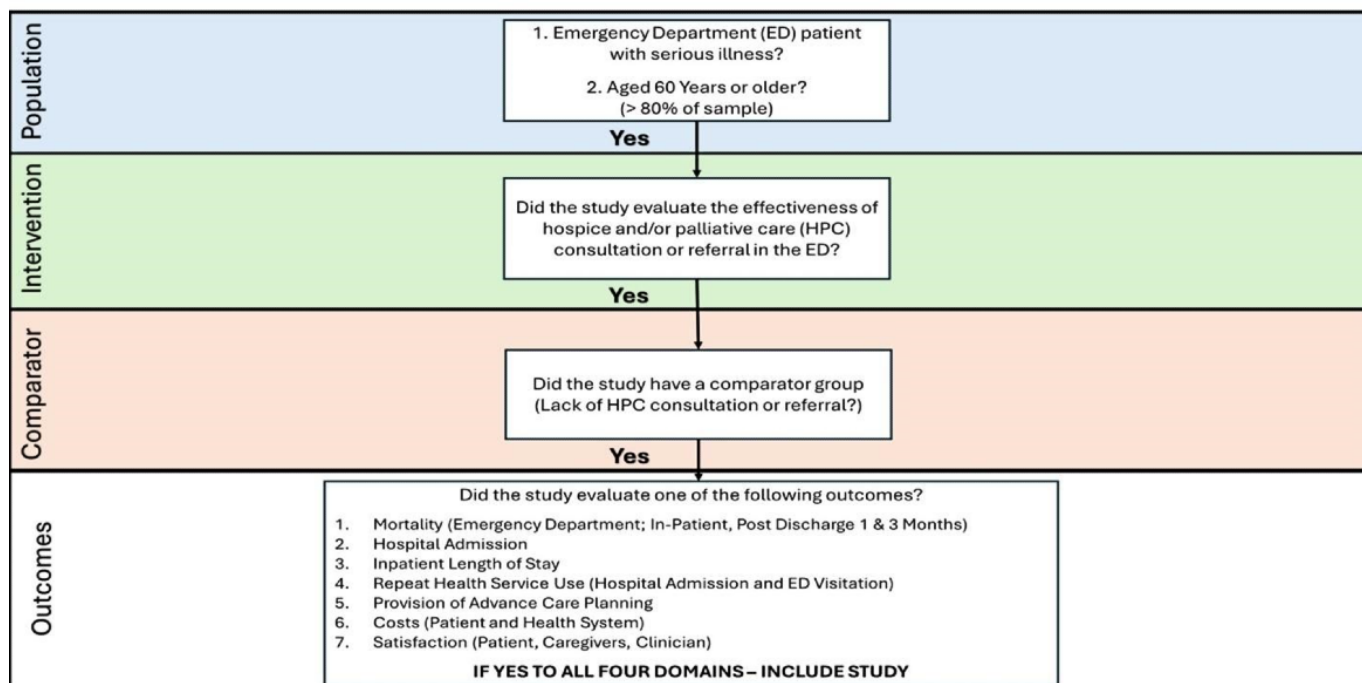 Population
1. Emergency Department (ED) patient
with serious illness?
2. Aged 60 Years or older?
(> 80% of sample)
Yes
Intervention
Did the study evaluate the effectiveness of
hospice and/or palliative care (HPC)
consultation or referral in the ED?
Yes
Comparator
Did the study have a comparator group
(Lack of HPC consultation or referral?)
Yes
Outcomes
Did the study evaluate one of the following outcomes?
1. Mortality (Emergency Department; In-Patient, Post Discharge 1 & 3 Months)
2. Hospital Admission
3. Inpatient Length of Stay
4. Repeat Health Service Use (Hospital Admission and ED Visitation)
5. Provision of Advance Care Planning
6. Costs (Patient and Health System)
7. Satisfaction (Patient, Caregivers, Clinician)
IF YES TO ALL FOUR DOMAINS – INCLUDE STUDY